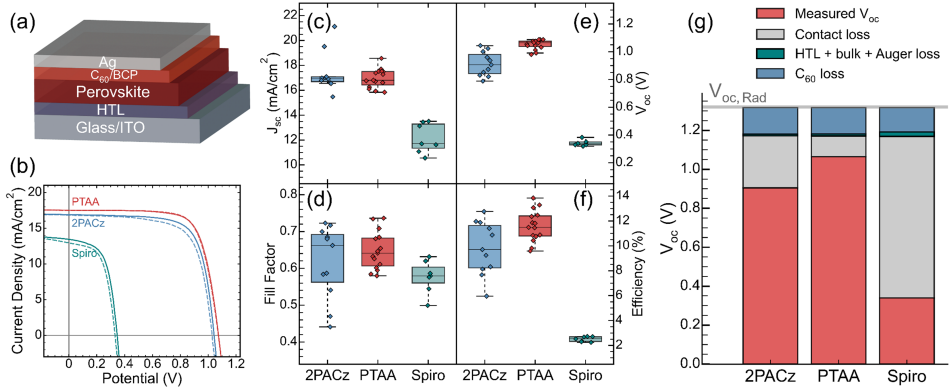 (a)
Ag
C60/BCP
Perovskite
HTL
Glass/ITO
(b)
Current Density (mA/cm2)
20
15
10
5
0
PTAA
2PACz
Spiro
0 0.2 0.4 0.6 0.8 1.0 1.2
Potential (V)
(c)
Jsc (mA/cm2)
22
20
18
16
14
12
10
(e)
Voc (V)
1.2
1.0
0.8
0.6
0.4
0.2
(d)
Fill Factor
0.8
0.7
0.6
0.5
0.4
(f)
Efficiency (%)
14
12
10
8
6
4
2
2PACz PTAA Spiro 2PACz PTAA Spiro
(g)
Measured Voc
Contact loss
HTL + bulk + Auger loss
C60 loss
Voc, Rad
Voc (V)
1.2
1.0
0.8
0.6
0.4
0.2
0.0
2PACz PTAA Spiro